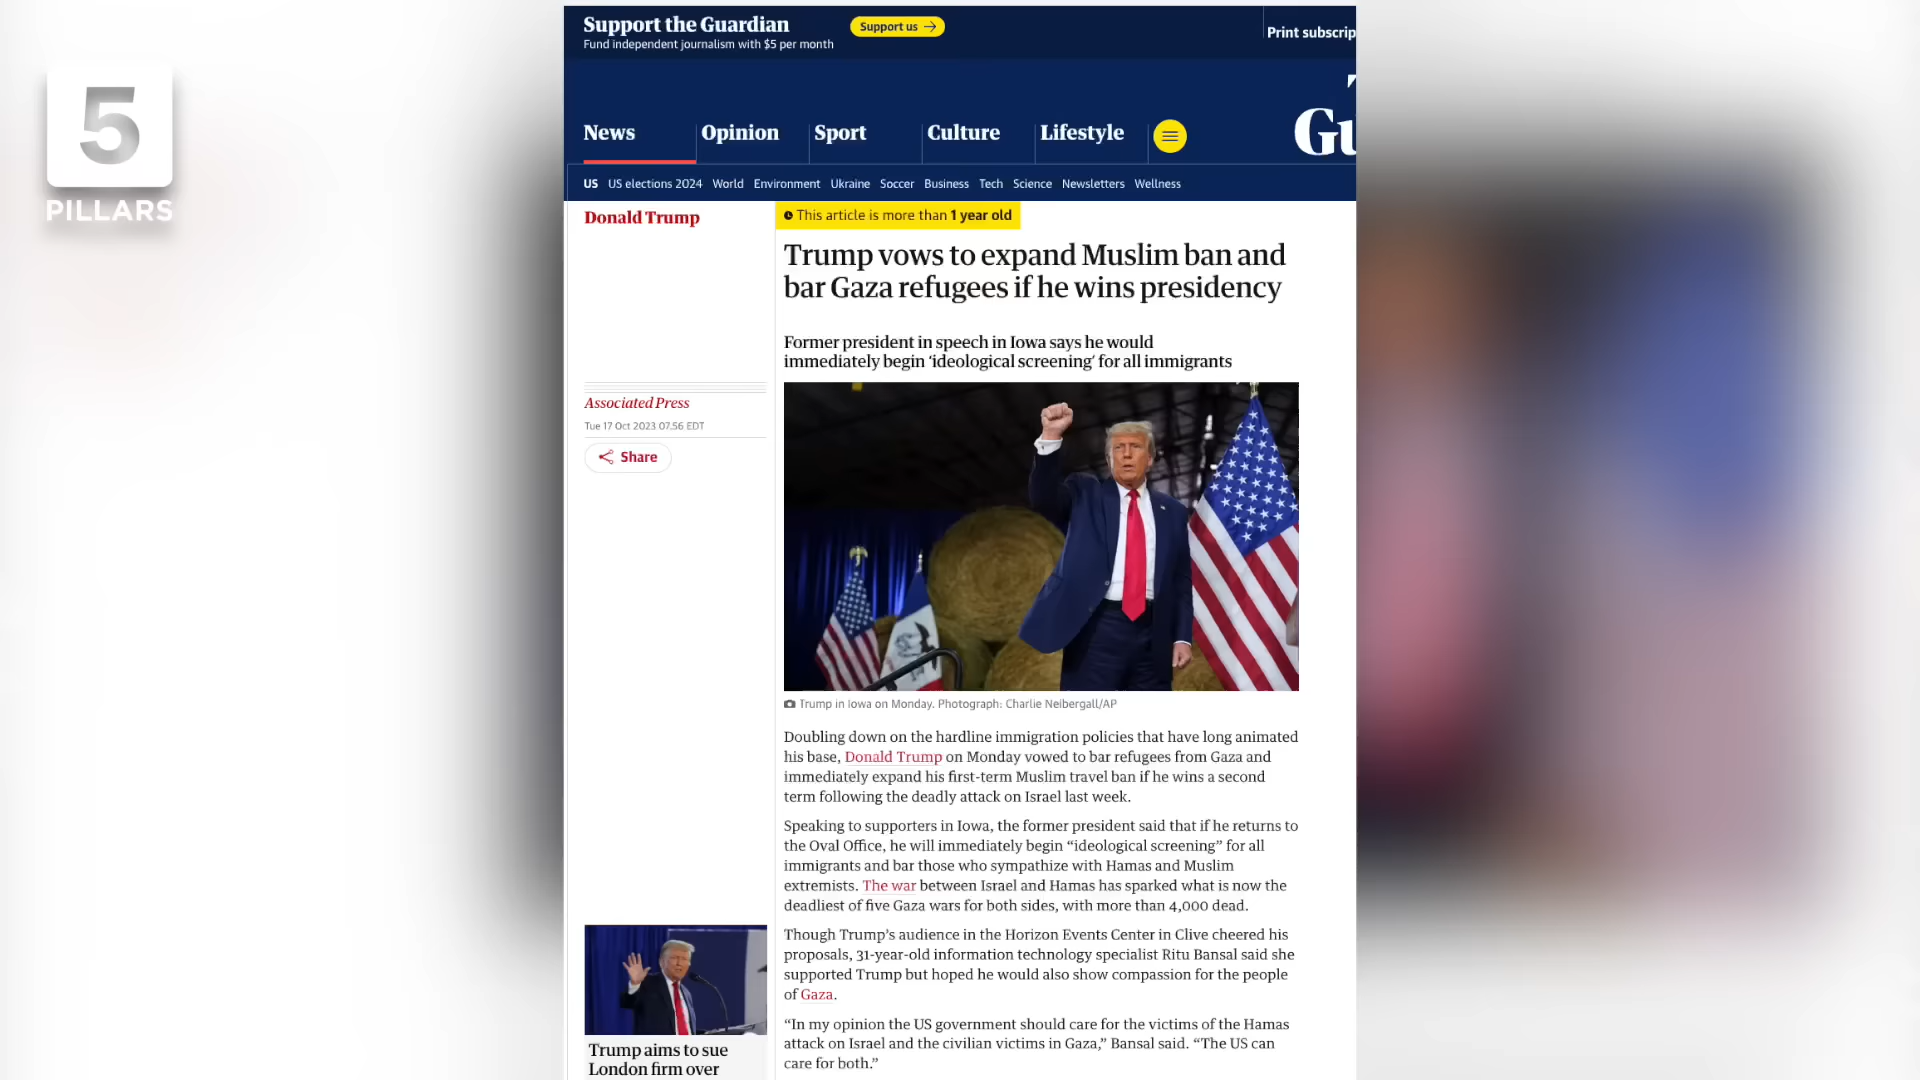 5
PILLARS
Support the Guardian
Fund independent journalism with $5 per month
Support us
Print subscrip
News
Opinion
Sport
Culture
Lifestyle
Gu
US
US elections 2024
World
Environment
Ukraine
Soccer
Business
Tech
Science
Newsletters
Wellness
Donald Trump
This article is more than 1 year old
Trump vows to expand Muslim ban and
bar Gaza refugees if he wins presidency
Former president in speech in Iowa says he would
immediately begin ‘ideological screening’ for all immigrants
Associated Press
Tue 17 Oct 2023 07.56 EDT
Share
Trump in Iowa on Monday. Photograph: Charlie Neibergall/AP
Doubling down on the hardline immigration policies that have long animated
his base, Donald Trump on Monday vowed to bar refugees from Gaza and
immediately expand his first-term Muslim travel ban if he wins a second
term following the deadly attack on Israel last week.
Speaking to supporters in Iowa, the former president said that if he returns to
the Oval Office, he will immediately begin “ideological screening” for all
immigrants and bar those who sympathize with Hamas and Muslim
extremists. The war between Israel and Hamas has sparked what is now the
deadliest of five Gaza wars for both sides, with more than 4,000 dead.
Though Trump’s audience in the Horizon Events Center in Clive cheered his
proposals, 31-year-old information technology specialist Ritu Bansal said she
supported Trump but hoped he would also show compassion for the people
of Gaza.
“In my opinion the US government should care for the victims of the Hamas
attack on Israel and the civilian victims in Gaza,” Bansal said. “The US can
care for both.”
Trump aims to sue
London firm over